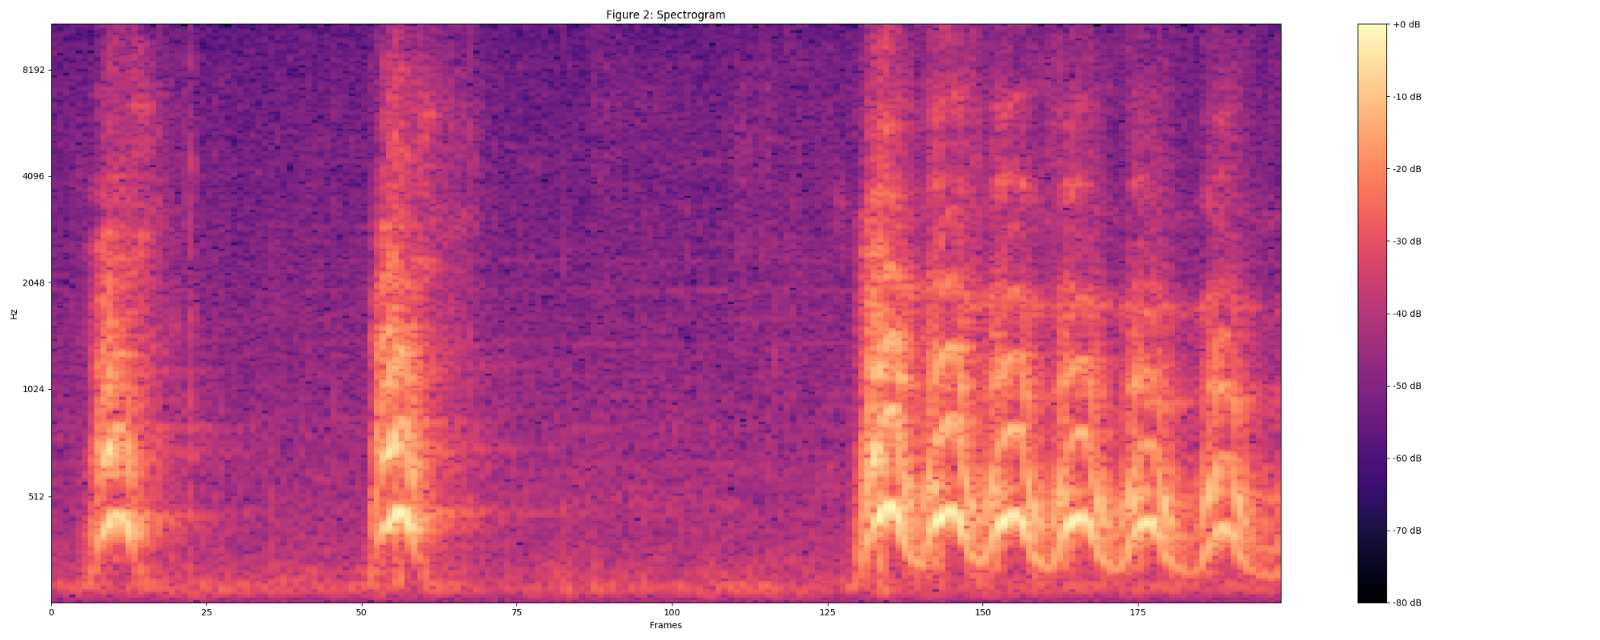 Figure 2: Spectrogram
8192
4096
2048
1024
512
Hz
0 25 50 75 100 125 150 175
Frames
+0 dB
-10 dB
-20 dB
-30 dB
-40 dB
-50 dB
-60 dB
-70 dB
-80 dB